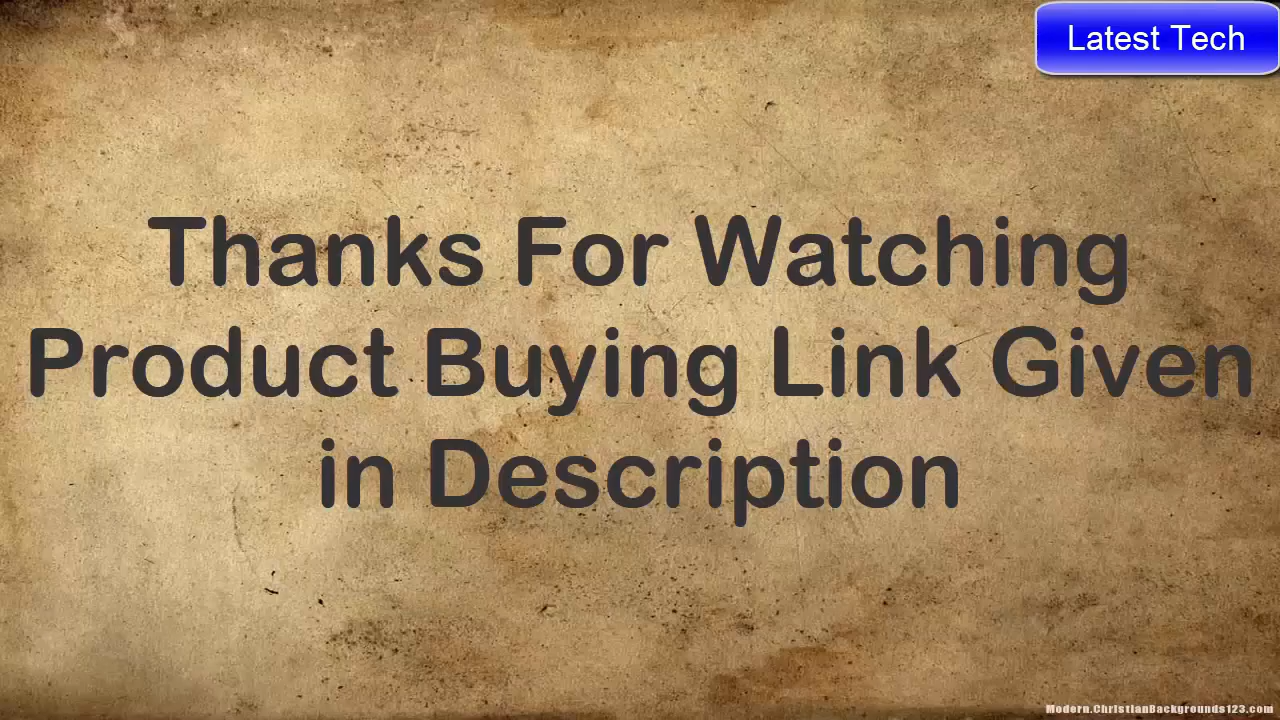 Latest Tech
Thanks For Watching
Product Buying Link Given
in Description
Modern.ChristianBackgrounds123.com